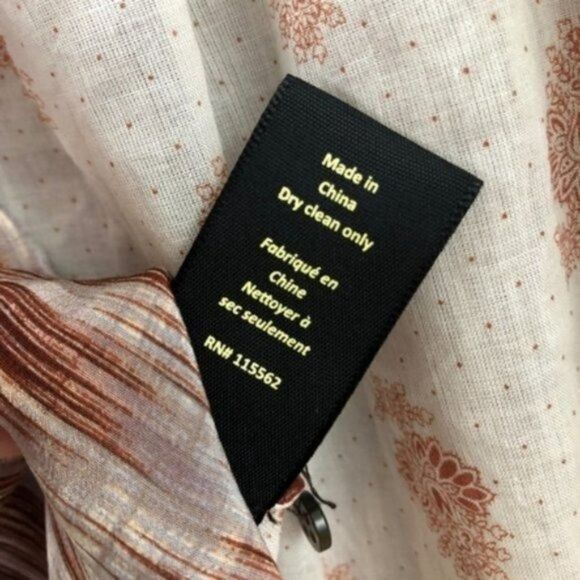 Made in
China
Dry clean only
Fabriqué en
Chine
Nettoyer à
sec seulement
RN# 115562